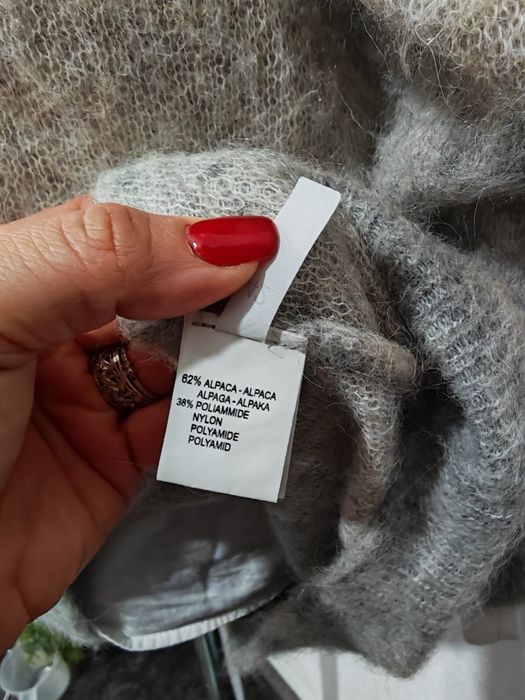 62% ALPACA - ALPACA
ALPAGA - ALPAKA
38% POLIAMMIDE
NYLON
POLYAMIDE
POLYAMID